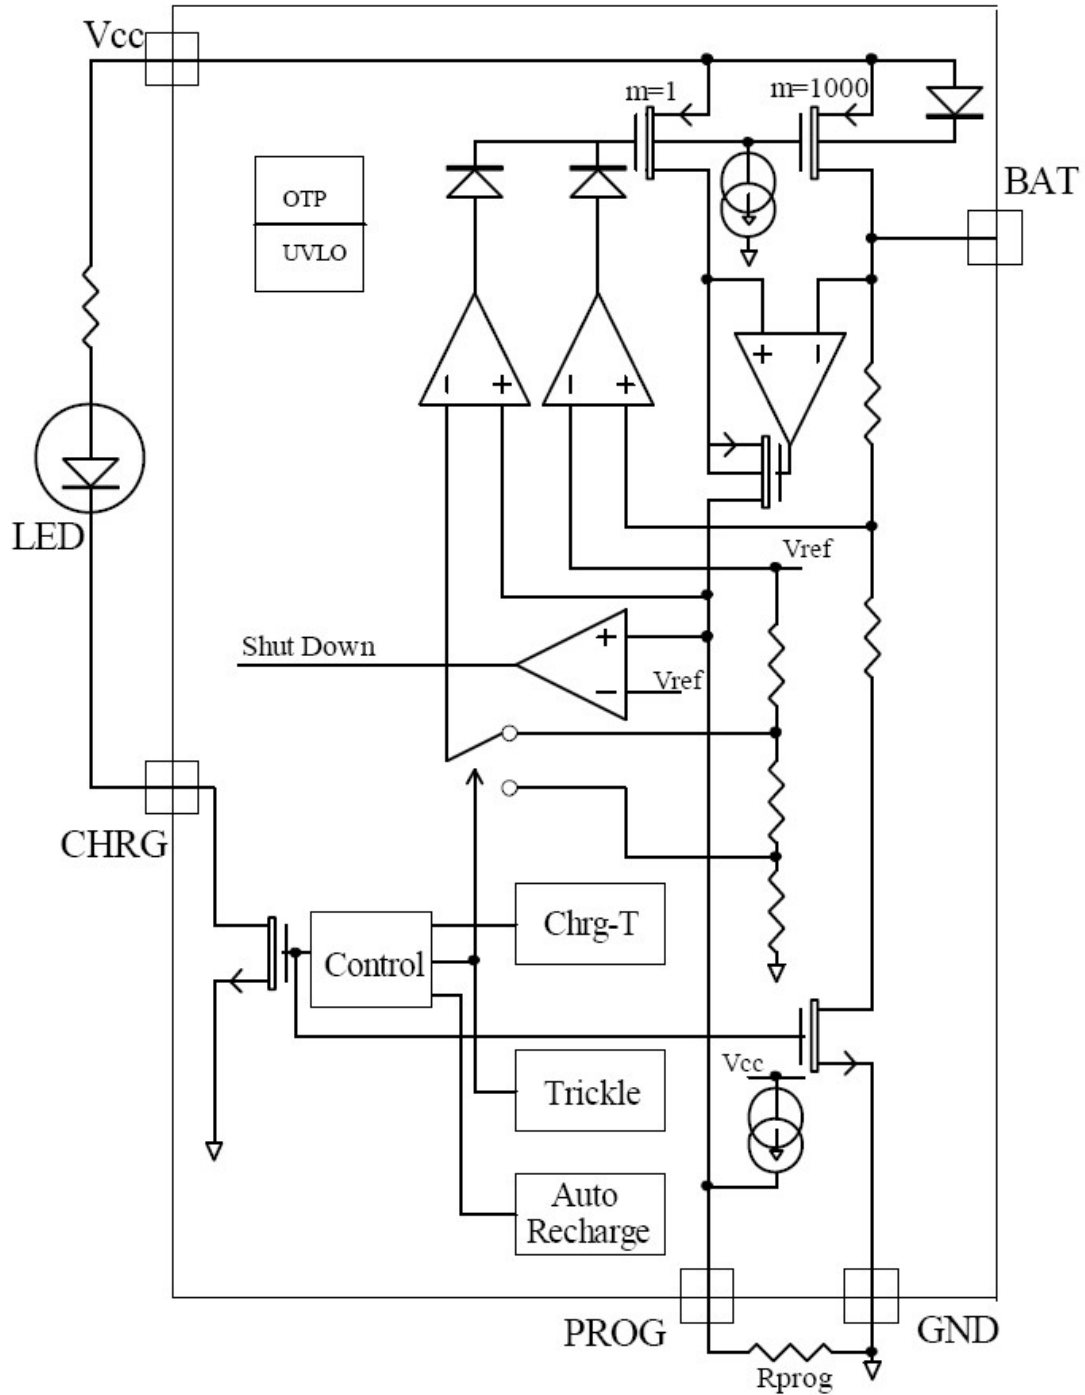 Vcc
m=1
m=1000
BAT
OTP
UVLO
LED
Vref
Shut Down
Vref
CHRG
Chrg-T
Control
Vcc
Trickle
Auto
Recharge
PROG
GND
Rprog